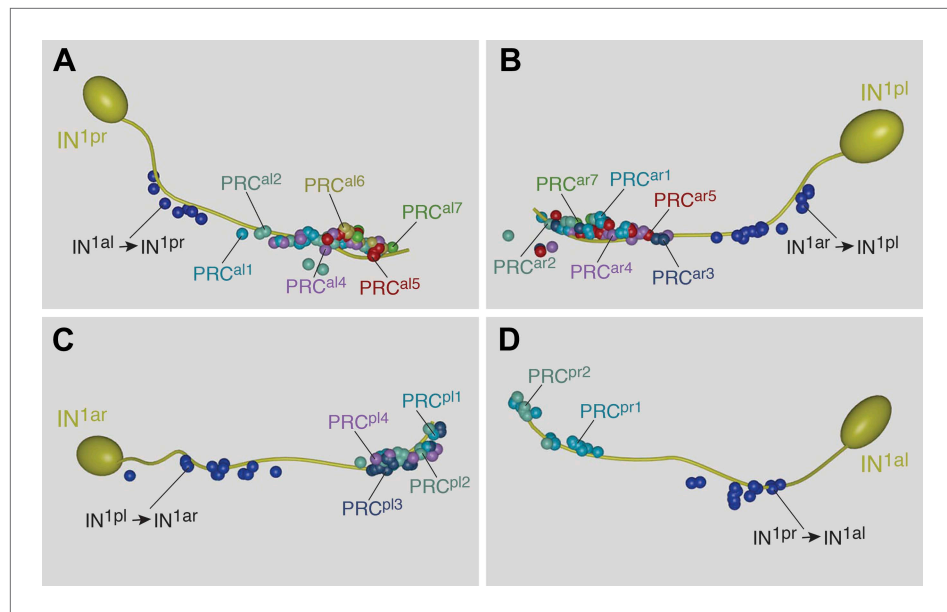 A
IN1pr
PRCal2
PRCal6
PRCal7
IN1al → IN1pr
PRCal1
PRCal4
PRCal5
B
IN1pl
PRCar7
PRCar1
PRCar5
IN1ar → IN1pl
PRCar2
PRCar4
PRCar3
C
IN1ar
PRCpl1
PRCpl4
PRCpl2
PRCpl3
IN1pl → IN1ar
D
PRCpr2
PRCpr1
IN1al
IN1pr → IN1al